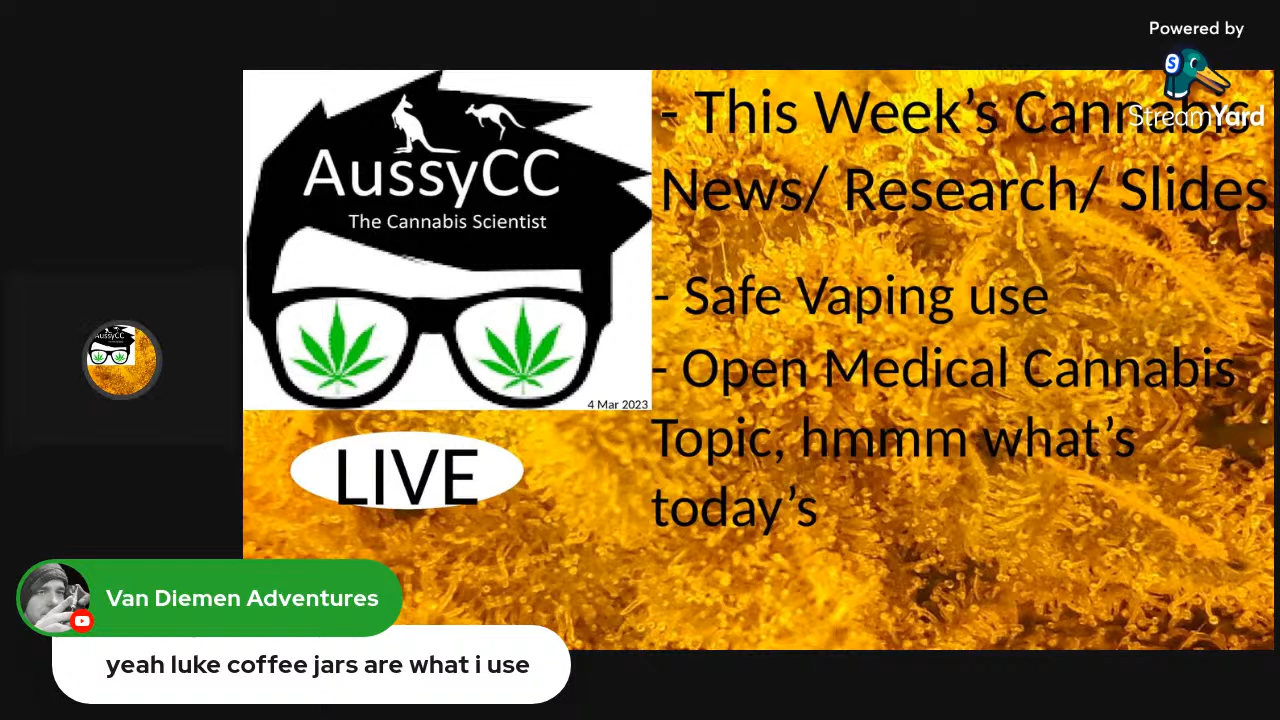 Powered by
StreamYard
AussyCC
The Cannabis Scientist
4 Mar 2023
LIVE
- This Week’s Cannabis
News/ Research/ Slides
- Safe Vaping use
- Open Medical Cannabis
Topic, hmmm what’s
today’s
Van Diemen Adventures
yeah luke coffee jars are what i use
AussyCC